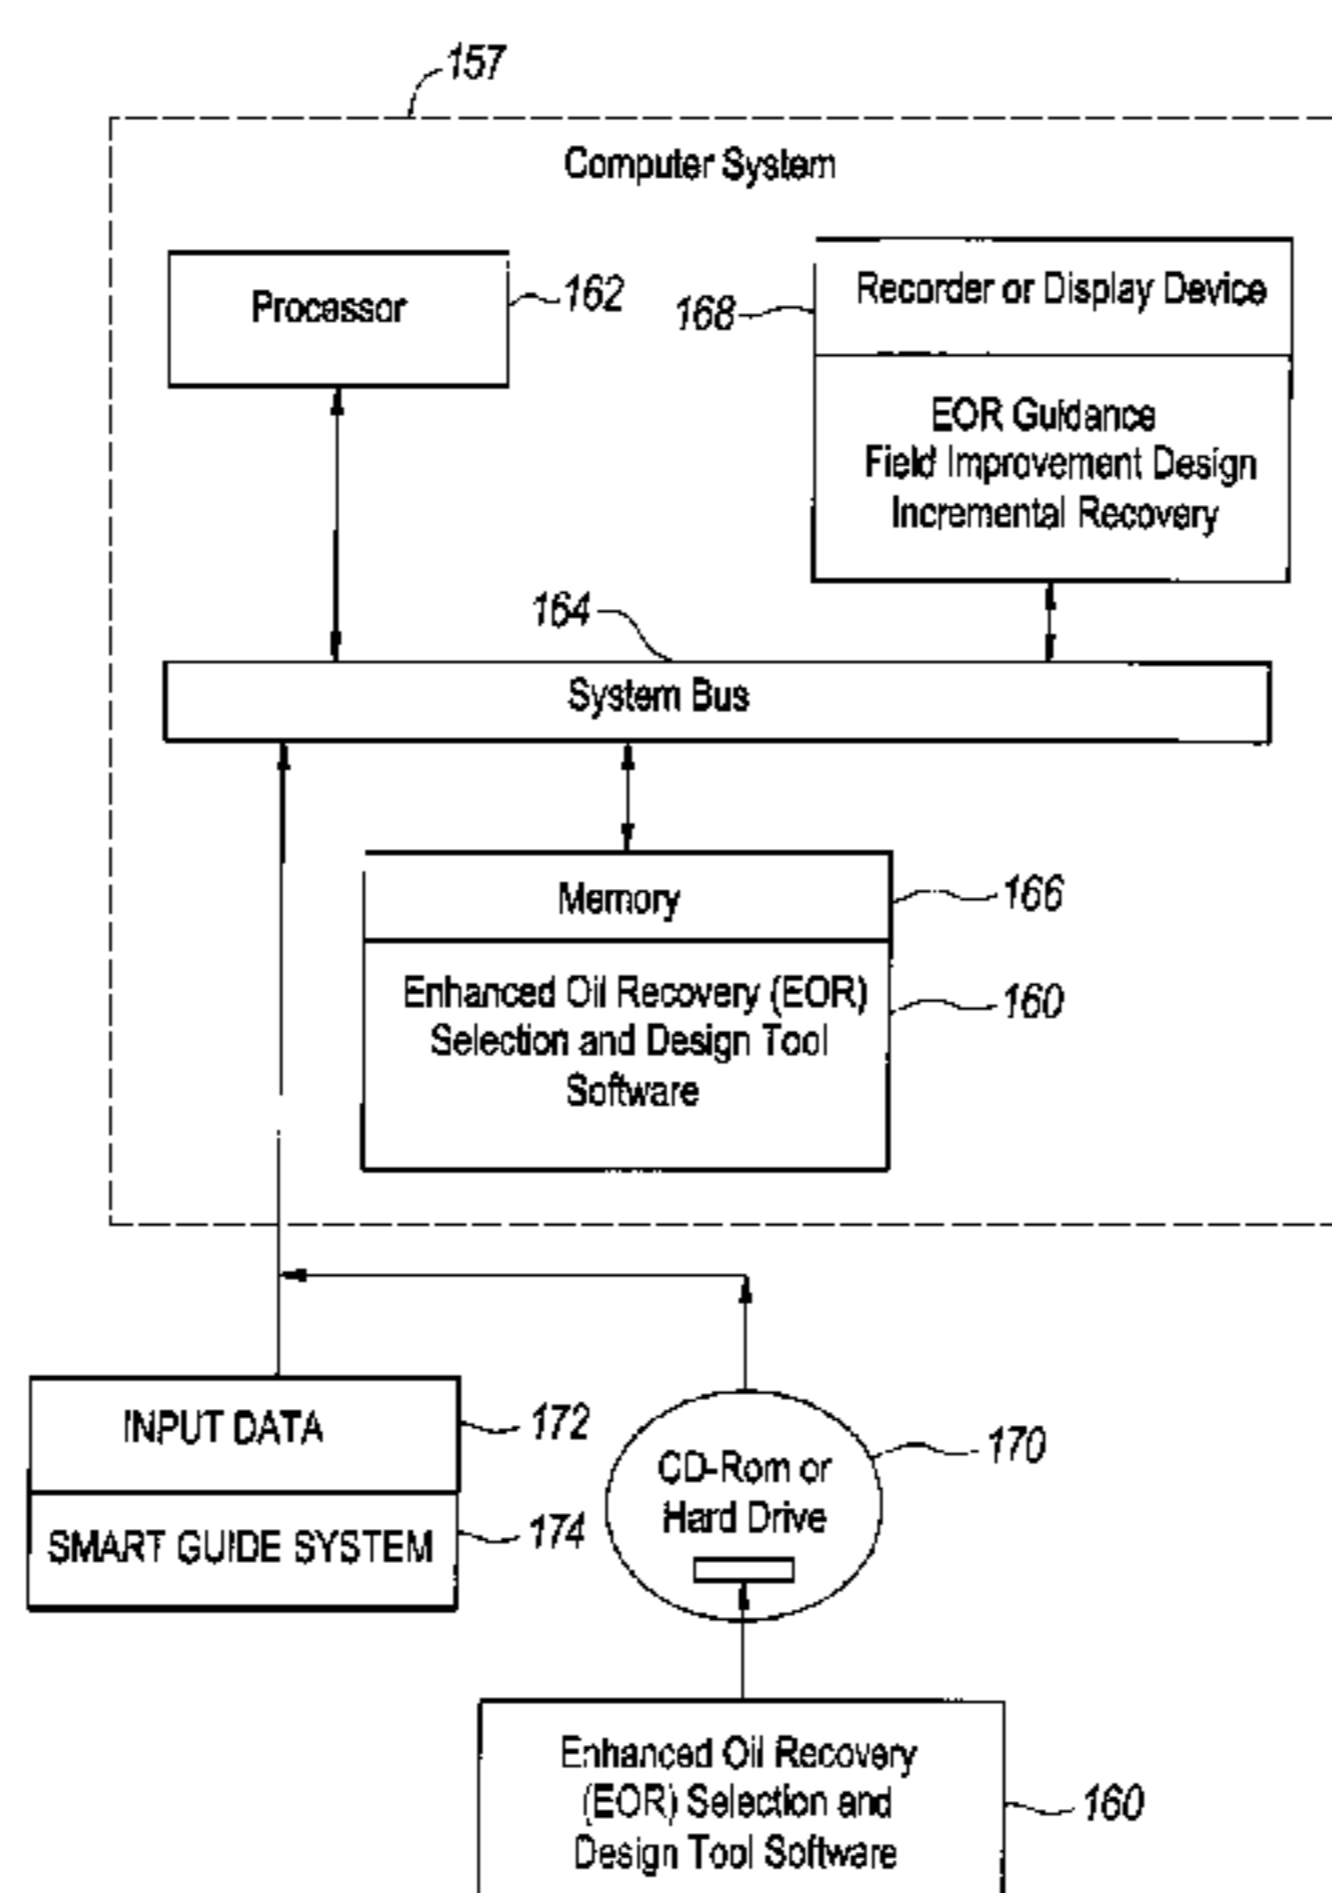 157
Computer System
Processor
162
168
Recorder or Display Device
EOR Guidance
Field Improvement Design
Incremental Recovery
164
System Bus
Memory
166
Enhanced Oil Recovery (EOR)
Selection and Design Tool
Software
160
INPUT DATA
172
SMART GUIDE SYSTEM
174
CD-Rom or
Hard Drive
170
Enhanced Oil Recovery
(EOR) Selection and
Design Tool Software
160